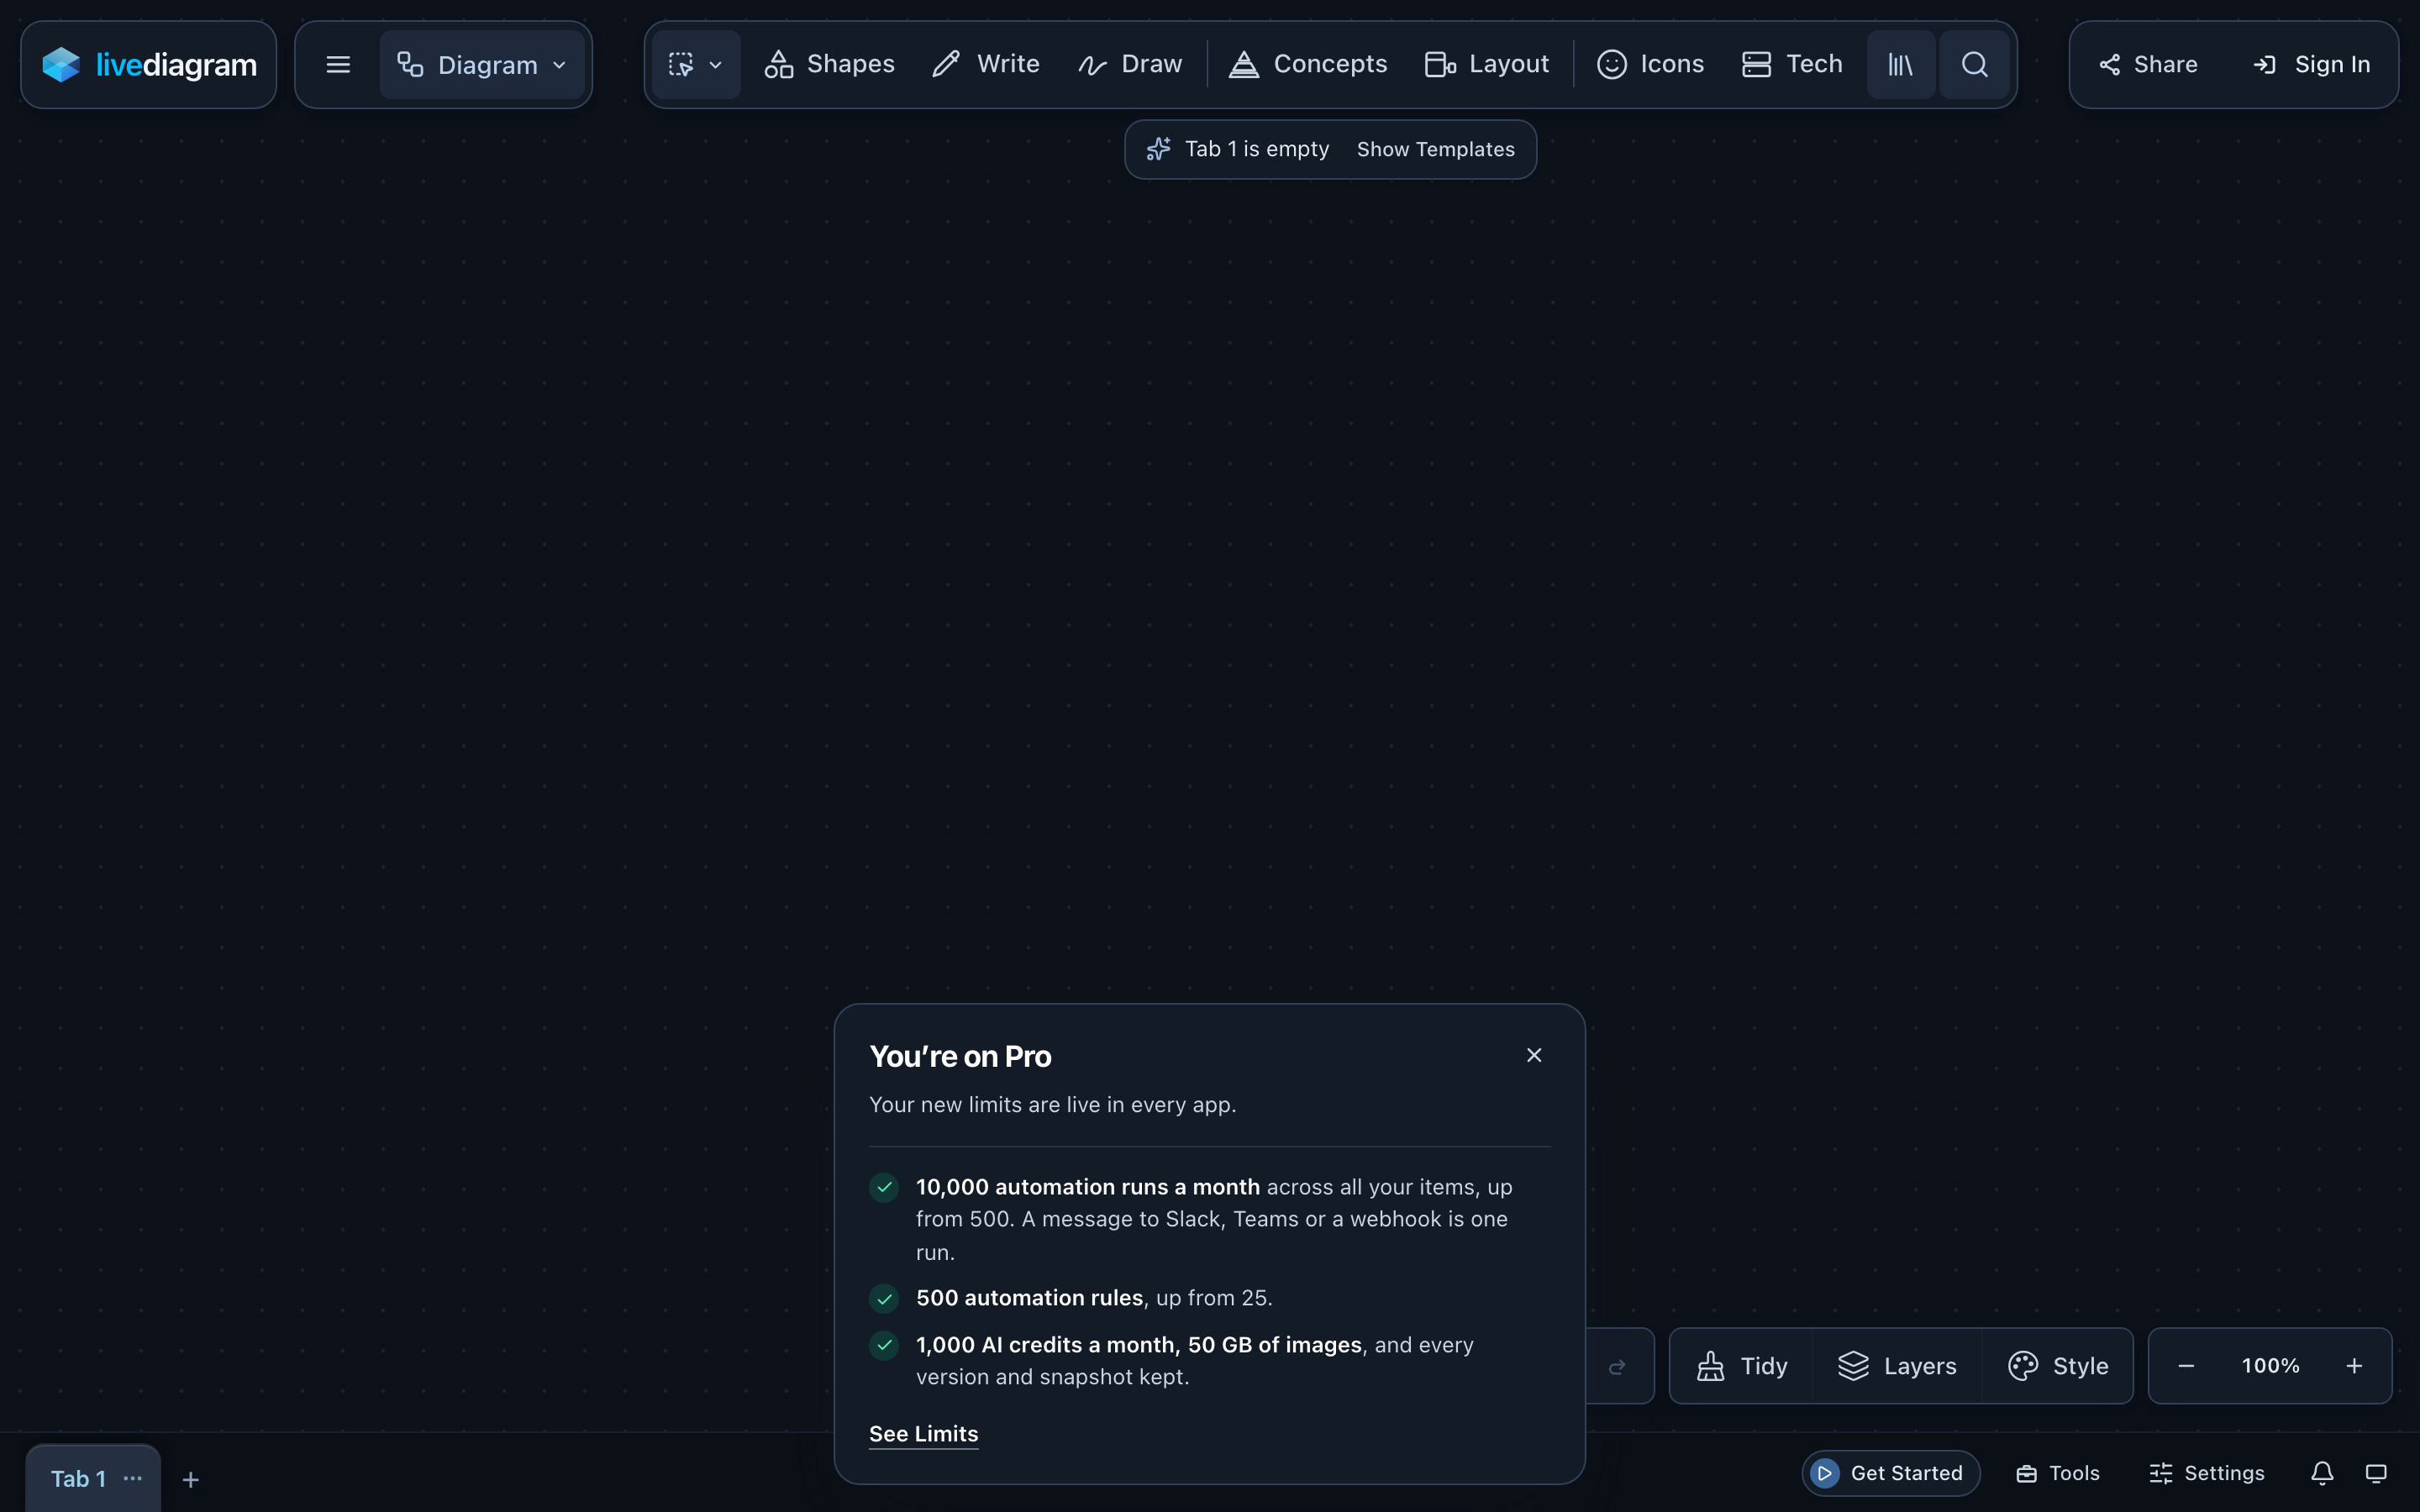 livediagram
Diagram
Shapes
Write
Draw
Concepts
Layout
Icons
Tech
Share
Sign In
Tab 1 is empty Show Templates
You're on Pro
Your new limits are live in every app.
10,000 automation runs a month across all your items, up
from 500. A message to Slack, Teams or a webhook is one
run.
500 automation rules, up from 25.
1,000 AI credits a month, 50 GB of images, and every
version and snapshot kept.
See Limits
Tidy
Layers
Style
100%
Tab 1
Get Started
Tools
Settings